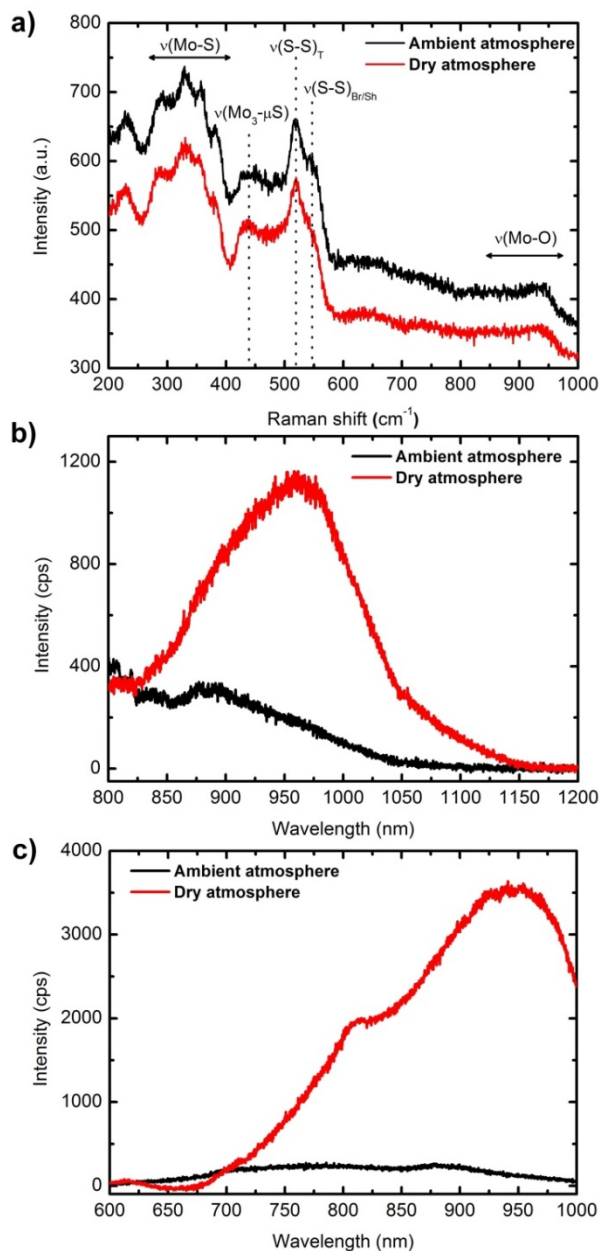 a)
800
700
600
500
400
300
Intensity (a.u.)
ν(Mo-S)
ν(S-S)T
ν(Mo3-μS)
ν(S-S)Br/Sh
ν(Mo-O)
Ambient atmosphere
Dry atmosphere
200 300 400 500 600 700 800 900 1000
Raman shift (cm-1)
b)
1200
800
400
0
Intensity (cps)
Ambient atmosphere
Dry atmosphere
800 850 900 950 1000 1050 1100 1150 1200
Wavelength (nm)
c)
4000
3000
2000
1000
0
Intensity (cps)
Ambient atmosphere
Dry atmosphere
600 650 700 750 800 850 900 950 1000
Wavelength (nm)